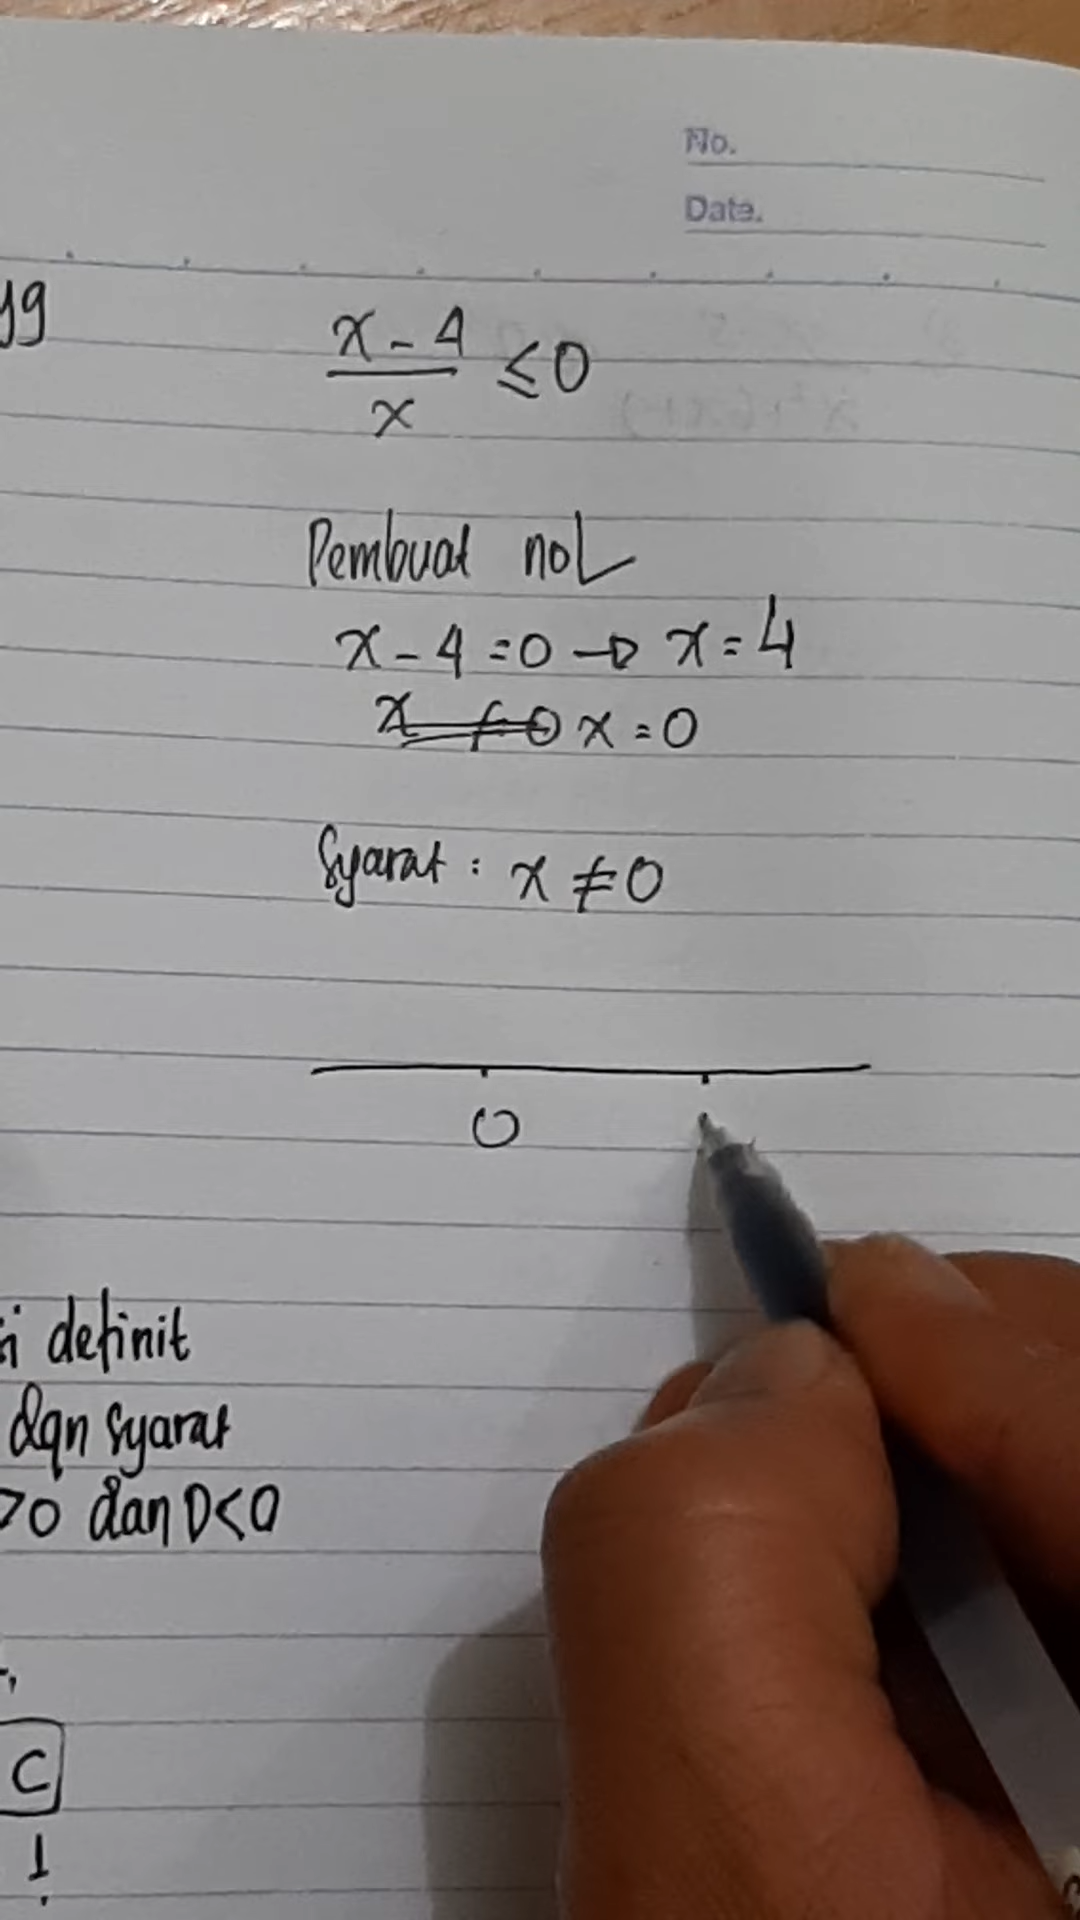 No.
Date.
yg
x - 4
x
≤ 0
Pembuat nol
x - 4 = 0 → x = 4
x ≠ 0 x = 0
Syarat : x ≠ 0
0
definit
dgn syarat
>0 dan D<0
C